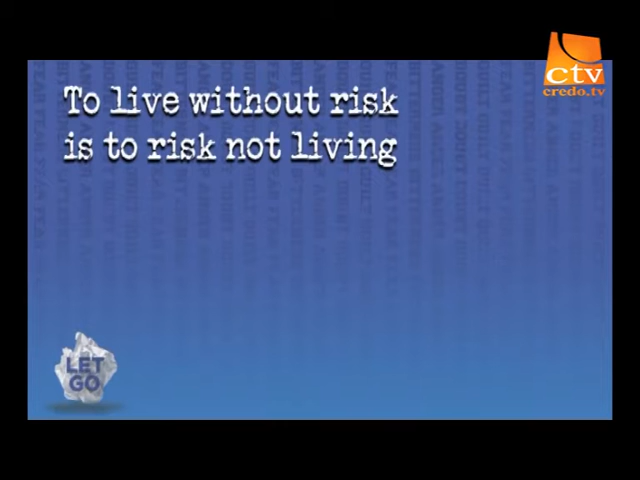 To live without risk
is to risk not living
ctv
credo.tv
LET
GO